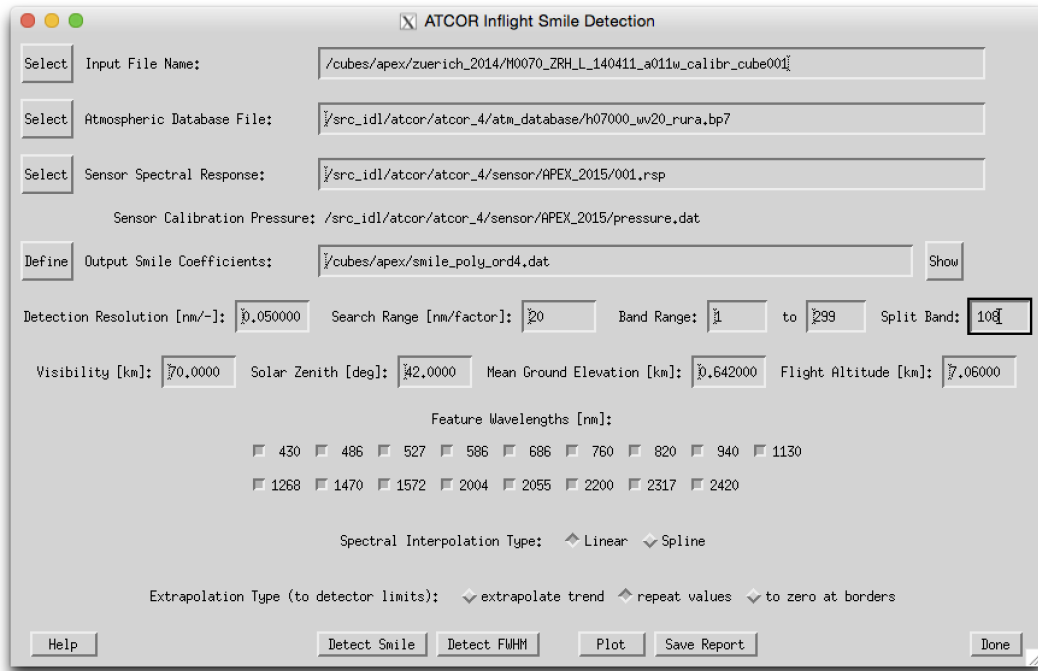 ATCOR Inflight Smile Detection
Select Input File Name: /cubes/apex/zuerich_2014/M0070_ZRH_L_140411_a011w_calibr_cube001
Select Atmospheric Database File: /src_idl/atcor/atcor_4/atm_database/h07000_wv20_rura.bp7
Select Sensor Spectral Response: /src_idl/atcor/atcor_4/sensor/APEX_2015/001.rsp
Sensor Calibration Pressure: /src_idl/atcor/atcor_4/sensor/APEX_2015/pressure.dat
Define Output Smile Coefficients: /cubes/apex/smile_poly_ord4.dat Show
Detection Resolution [nm/-]: 0.050000 Search Range [nm/factor]: 20 Band Range: 1 to 299 Split Band: 108
Visibility [km]: 70.0000 Solar Zenith [deg]: 42.0000 Mean Ground Elevation [km]: 0.642000 Flight Altitude [km]: 7.06000
Feature Wavelengths [nm]:
430 486 527 586 686 760 820 940 1130
1268 1470 1572 2004 2055 2200 2317 2420
Spectral Interpolation Type: Linear Spline
Extrapolation Type (to detector limits): extrapolate trend repeat values to zero at borders
Help Detect Smile Detect FWHM Plot Save Report Done